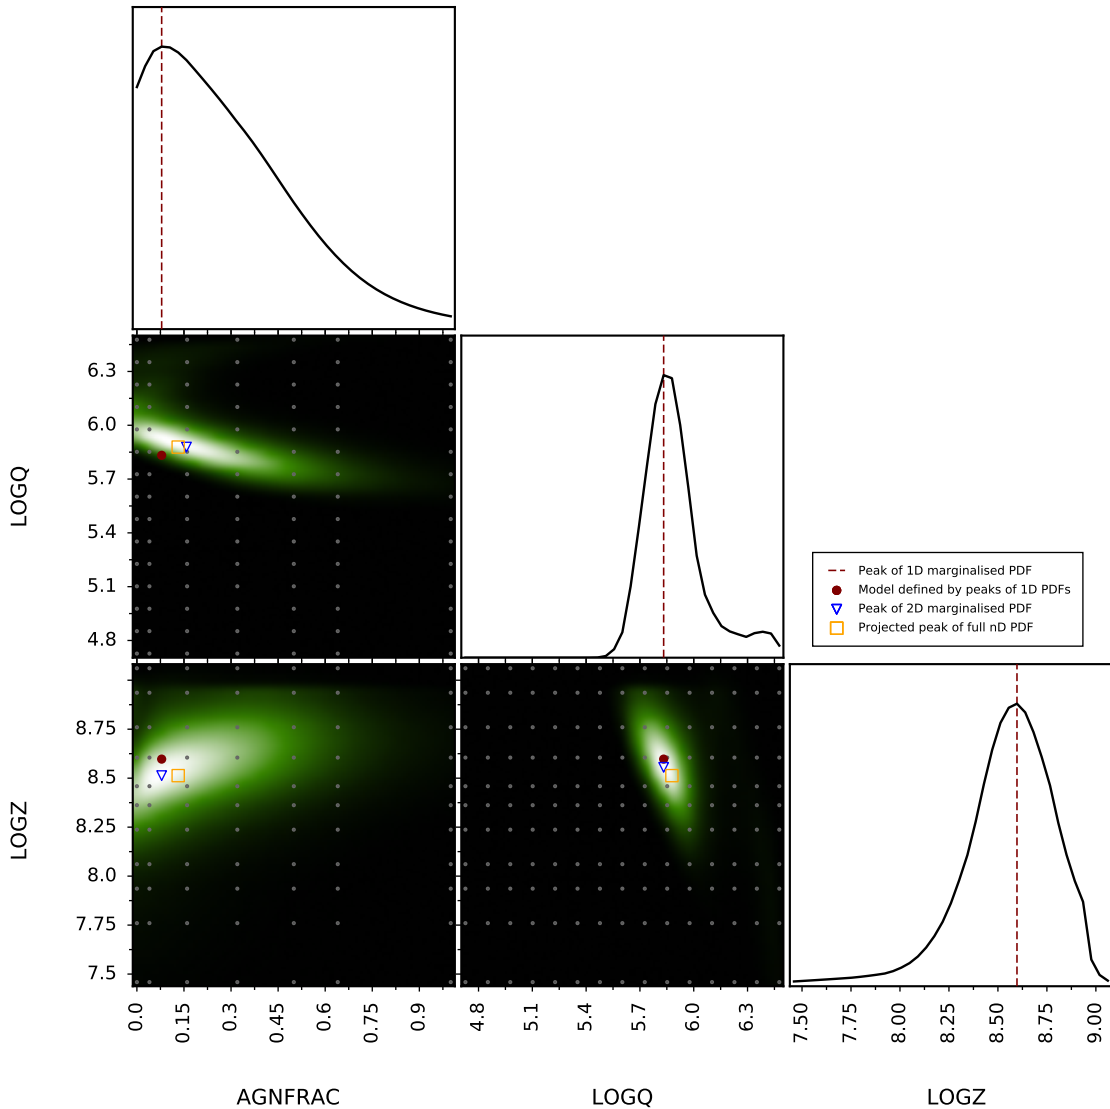 6.3
6.0
5.7
5.4
5.1
4.8
LOGQ
Peak of 1D marginalised PDF
Model defined by peaks of 1D PDFs
Peak of 2D marginalised PDF
Projected peak of full nD PDF
8.75
8.5
8.25
8.0
7.75
7.5
LOGZ
0.0 0.15 0.3 0.45 0.6 0.75 0.9
4.8 5.1 5.4 5.7 6.0 6.3
7.50 7.75 8.00 8.25 8.50 8.75 9.00
AGNFRAC LOGQ LOGZ